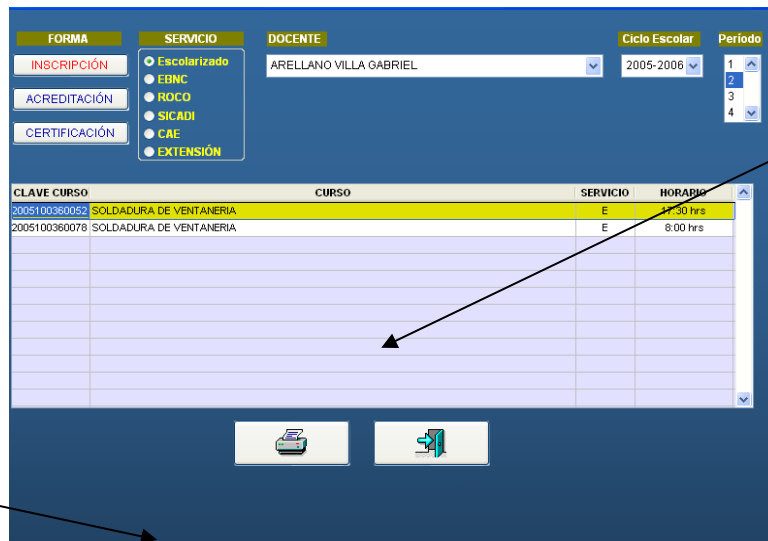 FORMA SERVICIO DOCENTE Ciclo Escolar Período
INSCRIPCIÓN
ACREDITACIÓN
CERTIFICACIÓN
Escolarizado
EBNC
ROCO
SICADI
CAE
EXTENSIÓN
ARELLANO VILLA GABRIEL
2005-2006
1
2
3
4
CLAVE CURSO CURSO SERVICIO HORARIO
2005100360052 SOLDADURA DE VENTANERIA E 17:30 hrs
2005100360078 SOLDADURA DE VENTANERIA E 8:00 hrs